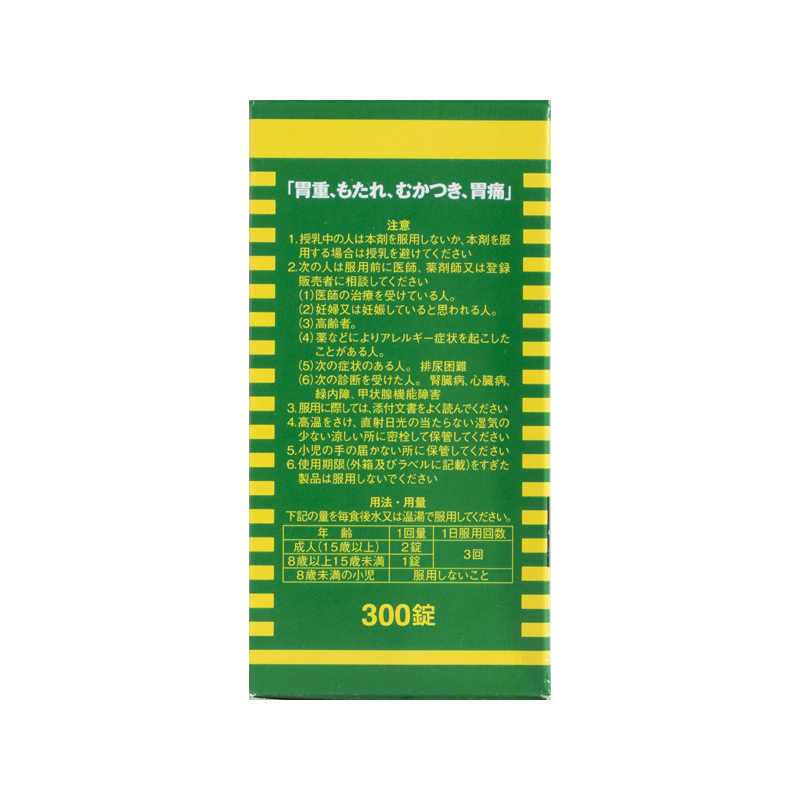 「胃重、もたれ、むかつき、胃痛」
注意
1.授乳中の人は本剤を服用しないか、本剤を服
用する場合は授乳を避けてください
2.次の人は服用前に医師、薬剤師又は登録
販売者に相談してください
(1)医師の治療を受けている人。
(2)妊婦又は妊娠していると思われる人。
(3)高齢者。
(4)薬などによりアレルギー症状を起こした
ことがある人。
(5)次の症状のある人。 排尿困難
(6)次の診断を受けた人。 腎臓病、心臓病、
緑内障、甲状腺機能障害
3.服用に際しては、添付文書をよく読んでください
4.高温をさけ、直射日光の当たらない湿気の
少ない涼しい所に密栓して保管してください
5.小児の手の届かない所に保管してください
6.使用期限(外箱及びラベルに記載)をすぎた
製品は服用しないでください
用法・用量
下記の量を毎食後水又は温湯で服用してください。
年 齢 1回量 1日服用回数
成人(15歳以上) 2錠 3回
8歳以上15歳未満 1錠
8歳未満の小児 服用しないこと
300錠